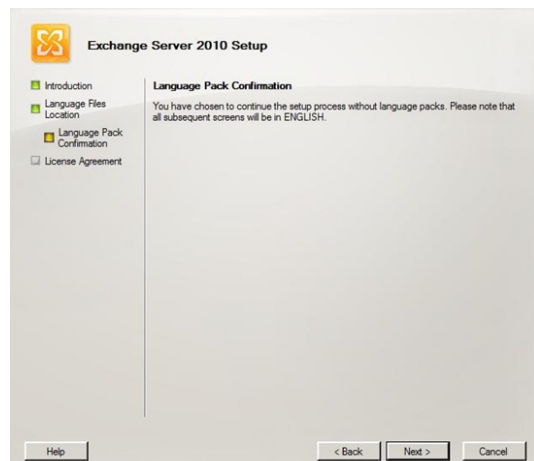 Exchange Server 2010 Setup
Introduction
Language Files
Location
Language Pack
Confirmation
License Agreement
Language Pack Confirmation
You have chosen to continue the setup process without language packs. Please note that
all subsequent screens will be in ENGLISH.
Help
< Back
Next >
Cancel